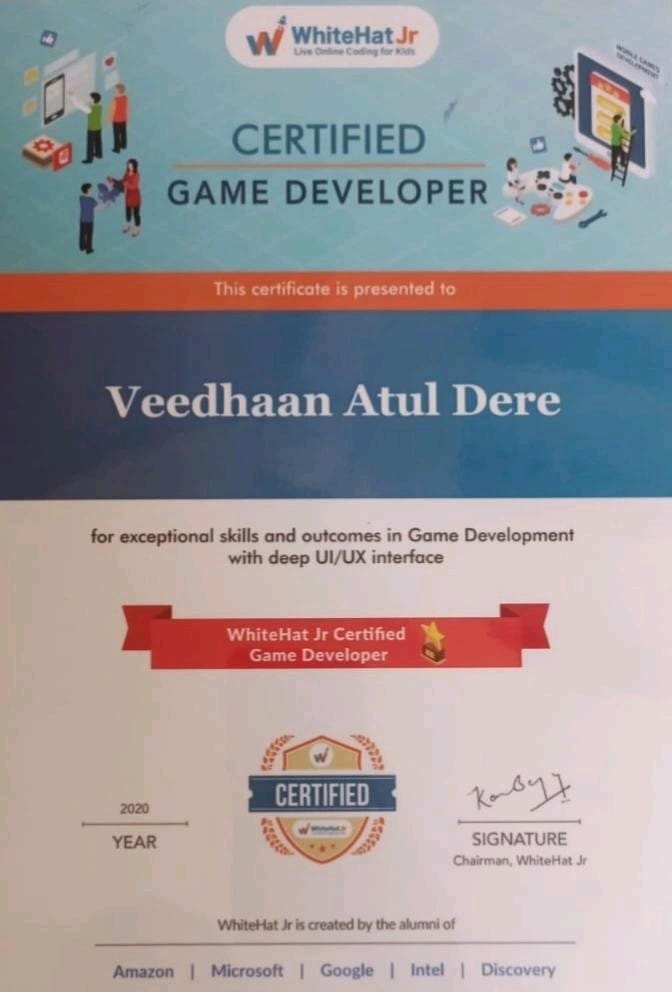 WhiteHat Jr
Live Online Coding for Kids
MOBILE GAMES
DEVELOPMENT
CERTIFIED
GAME DEVELOPER
This certificate is presented to
Veedhaan Atul Dere
for exceptional skills and outcomes in Game Development
with deep UI/UX interface
WhiteHat Jr Certified
Game Developer
W
CERTIFIED
WhiteHat Jr
2020
YEAR
SIGNATURE
Chairman, WhiteHat Jr
WhiteHat Jr is created by the alumni of
Amazon | Microsoft | Google | Intel | Discovery